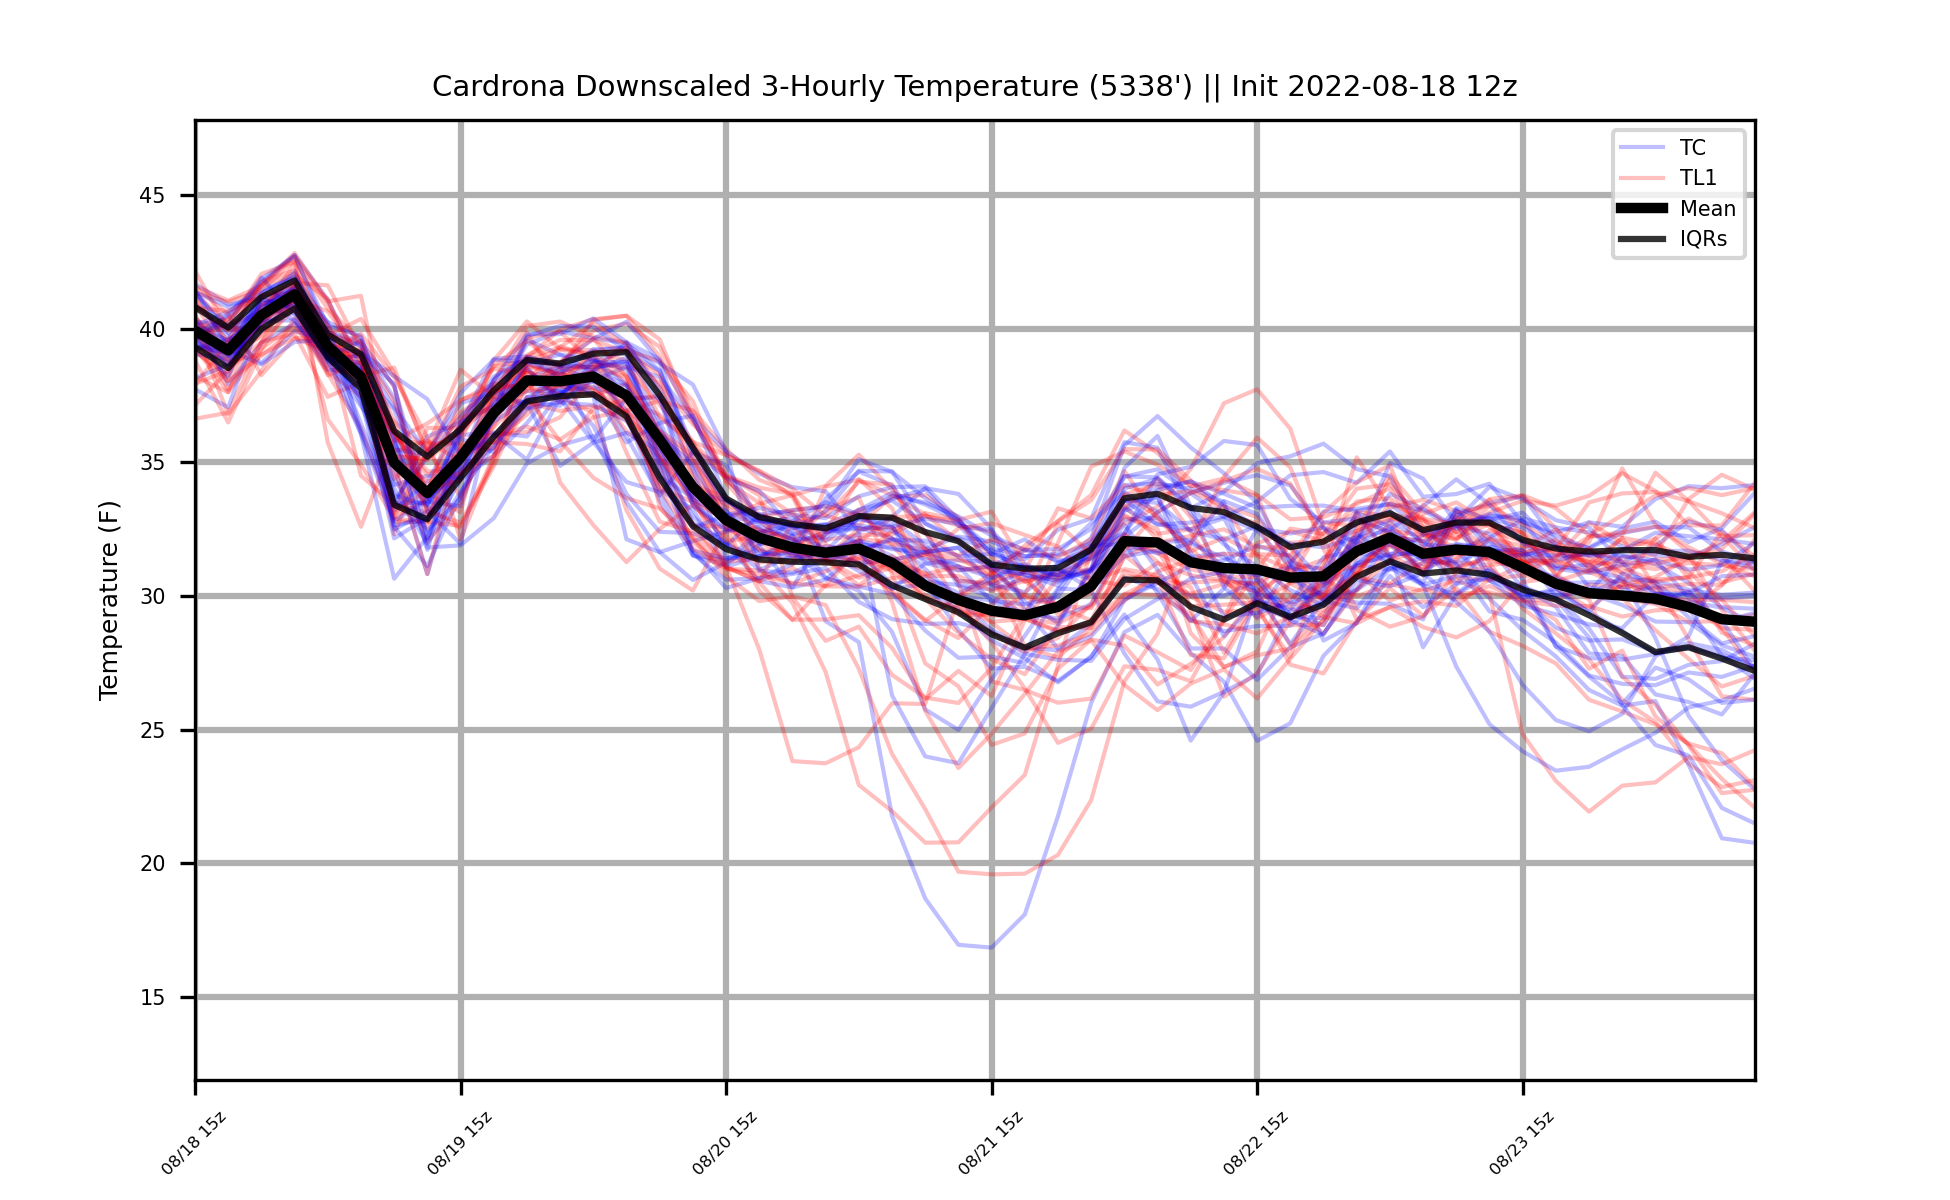 Cardrona Downscaled 3-Hourly Temperature (5338') || Init 2022-08-18 12z
TC
TL1
Mean
IQRs
Temperature (F)
45
40
35
30
25
20
15
08/18 15z
08/19 15z
08/20 15z
08/21 15z
08/22 15z
08/23 15z